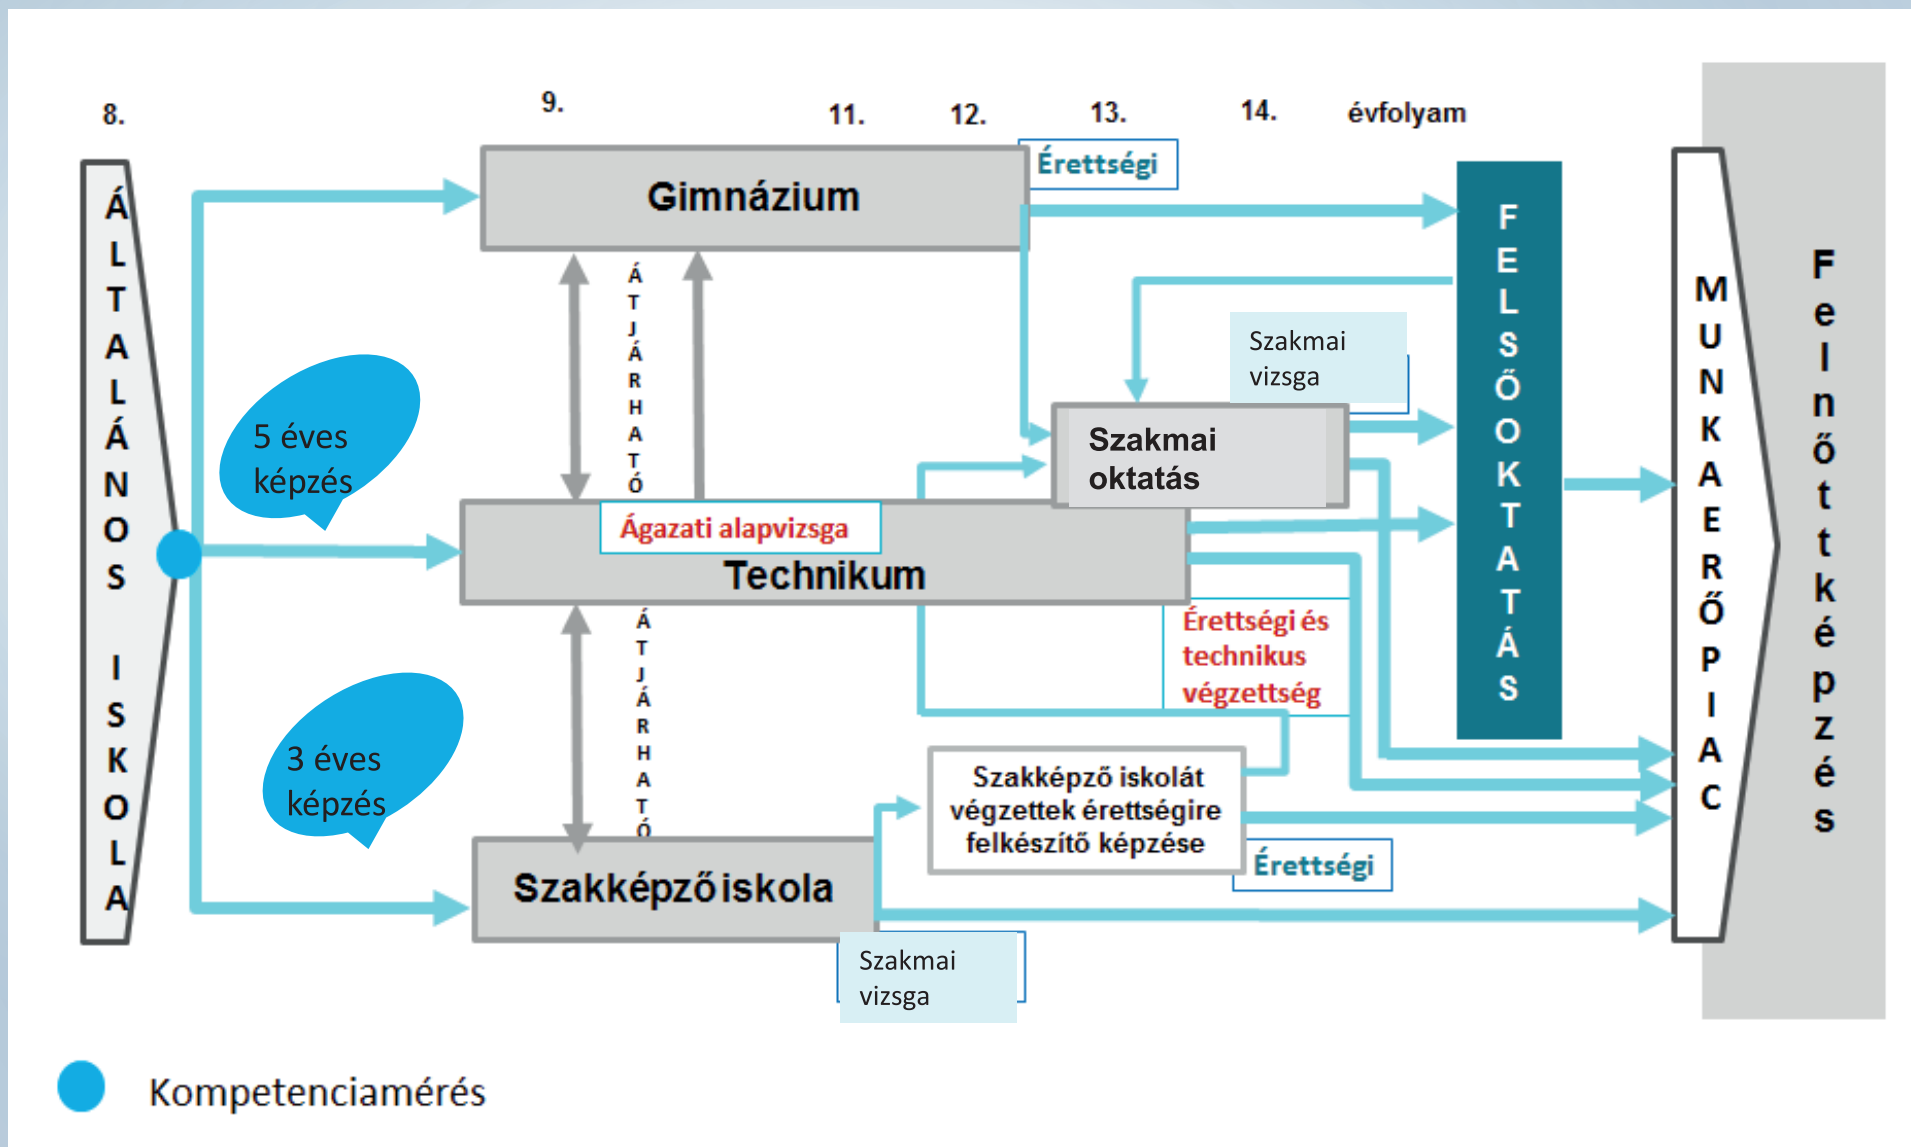 8.
9.
11.
12.
13.
14.
évfolyam
ÁLTALÁNOS ISKOLA
Gimnázium
Érettségi
FELSŐOKTATÁS
MUNKAERŐPIAC
Felnőttképzés
ÁTJÁRHATÓ
5 éves
képzés
Szakmai
vizsga
Szakmai
oktatás
Ágazati alapvizsga
Technikum
ÁTJÁRHATÓ
Érettségi és
technikus
végzettség
3 éves
képzés
Szakképző iskolát
végzettek érettségire
felkészítő képzése
Érettségi
Szakképző iskola
Szakmai
vizsga
Kompetenciamérés